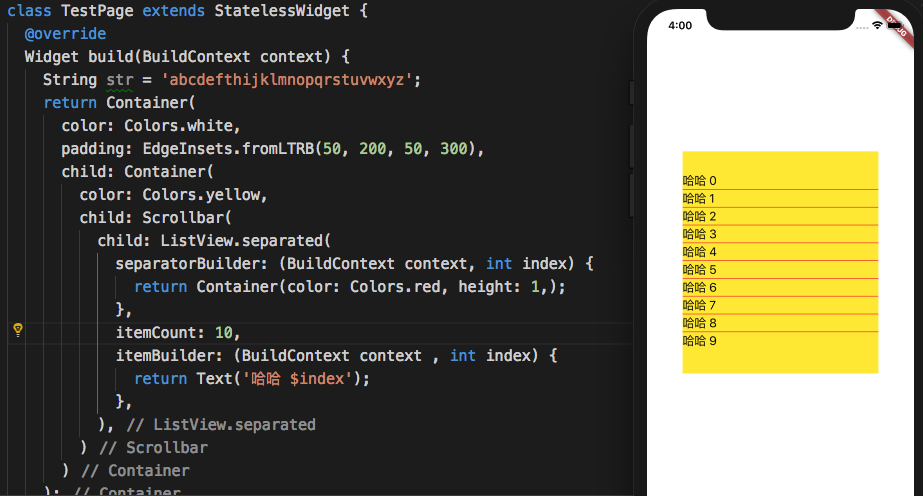 class TestPage extends StatelessWidget {
@override
Widget build(BuildContext context) {
String str = 'abcdefthijklmnopqrstuvwxyz';
return Container(
color: Colors.white,
padding: EdgeInsets.fromLTRB(50, 200, 50, 300),
child: Container(
color: Colors.yellow,
child: Scrollbar(
child: ListView.separated(
separatorBuilder: (BuildContext context, int index) {
return Container(color: Colors.red, height: 1,);
},
itemCount: 10,
itemBuilder: (BuildContext context , int index) {
return Text('哈哈 $index');
},
), // ListView.separated
) // Scrollbar
) // Container
); // Container
4:00
DEBUG
哈哈 0
哈哈 1
哈哈 2
哈哈 3
哈哈 4
哈哈 5
哈哈 6
哈哈 7
哈哈 8
哈哈 9